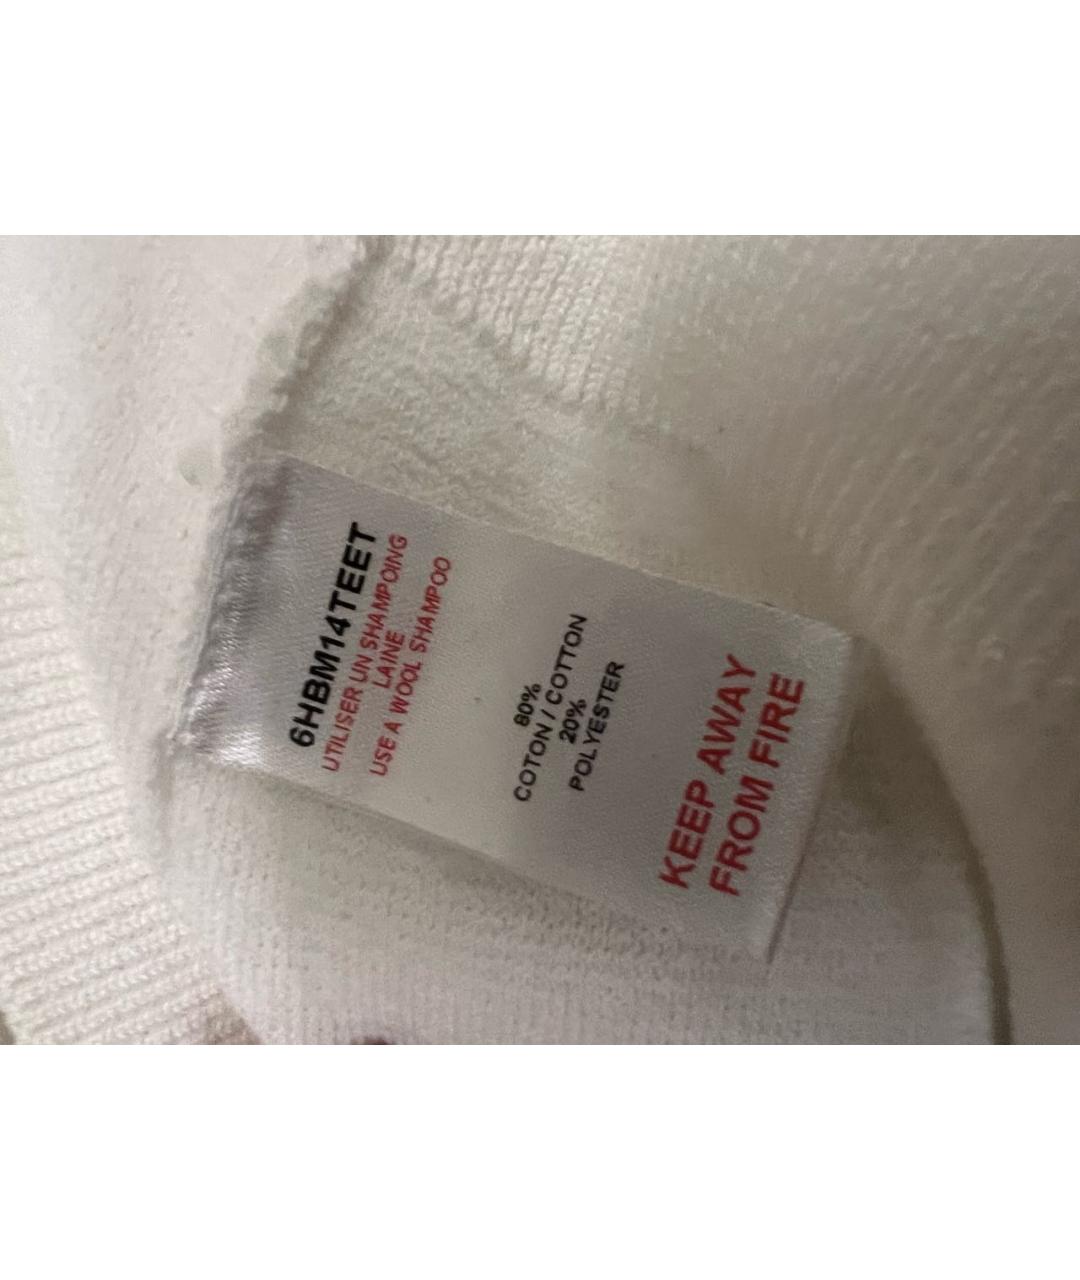 6HBM14TEET
UTILISER UN SHAMPOING
LAINE
USE A WOOL SHAMPOO
80%
COTON / COTTON
20%
POLYESTER
KEEP AWAY
FROM FIRE